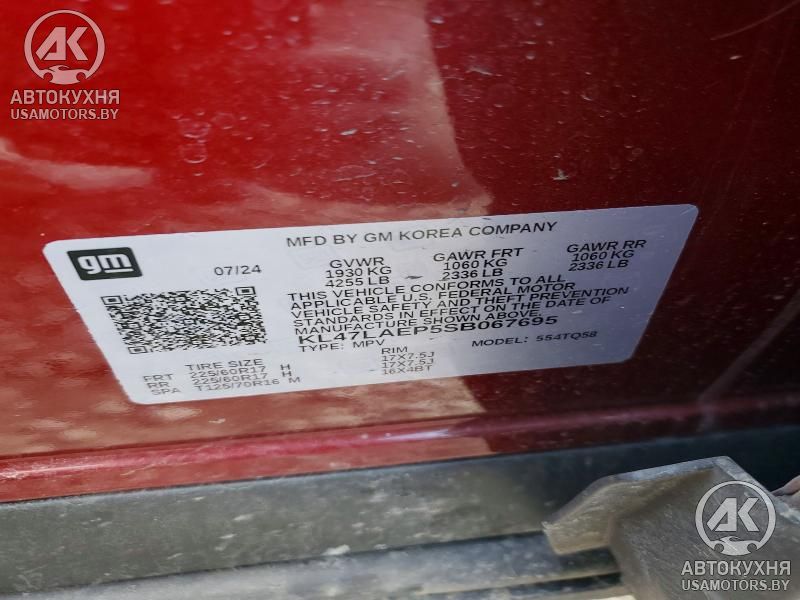 AK
АВТОКУХНЯ
USAMOTORS.BY
gm
07/24
MFD BY GM KOREA COMPANY
GVWR GAWR FRT GAWR RR
1930 KG 1060 KG 1060 KG
4255 LB 2336 LB 2336 LB
THIS VEHICLE CONFORMS TO ALL
APPLICABLE U.S. FEDERAL MOTOR
VEHICLE SAFETY, AND THEFT PREVENTION
STANDARDS IN EFFECT ON THE DATE OF
MANUFACTURE SHOWN ABOVE.
KL47LAEP5SB067695
TYPE: MPV MODEL: 554TQ58
TIRE SIZE RIM
FRT 225/60R17 H 17X7.5J
RR 225/60R17 H 17X7.5J
SPA T125/70R16 M 16X4BT
AK
АВТОКУХНЯ
USAMOTORS.BY